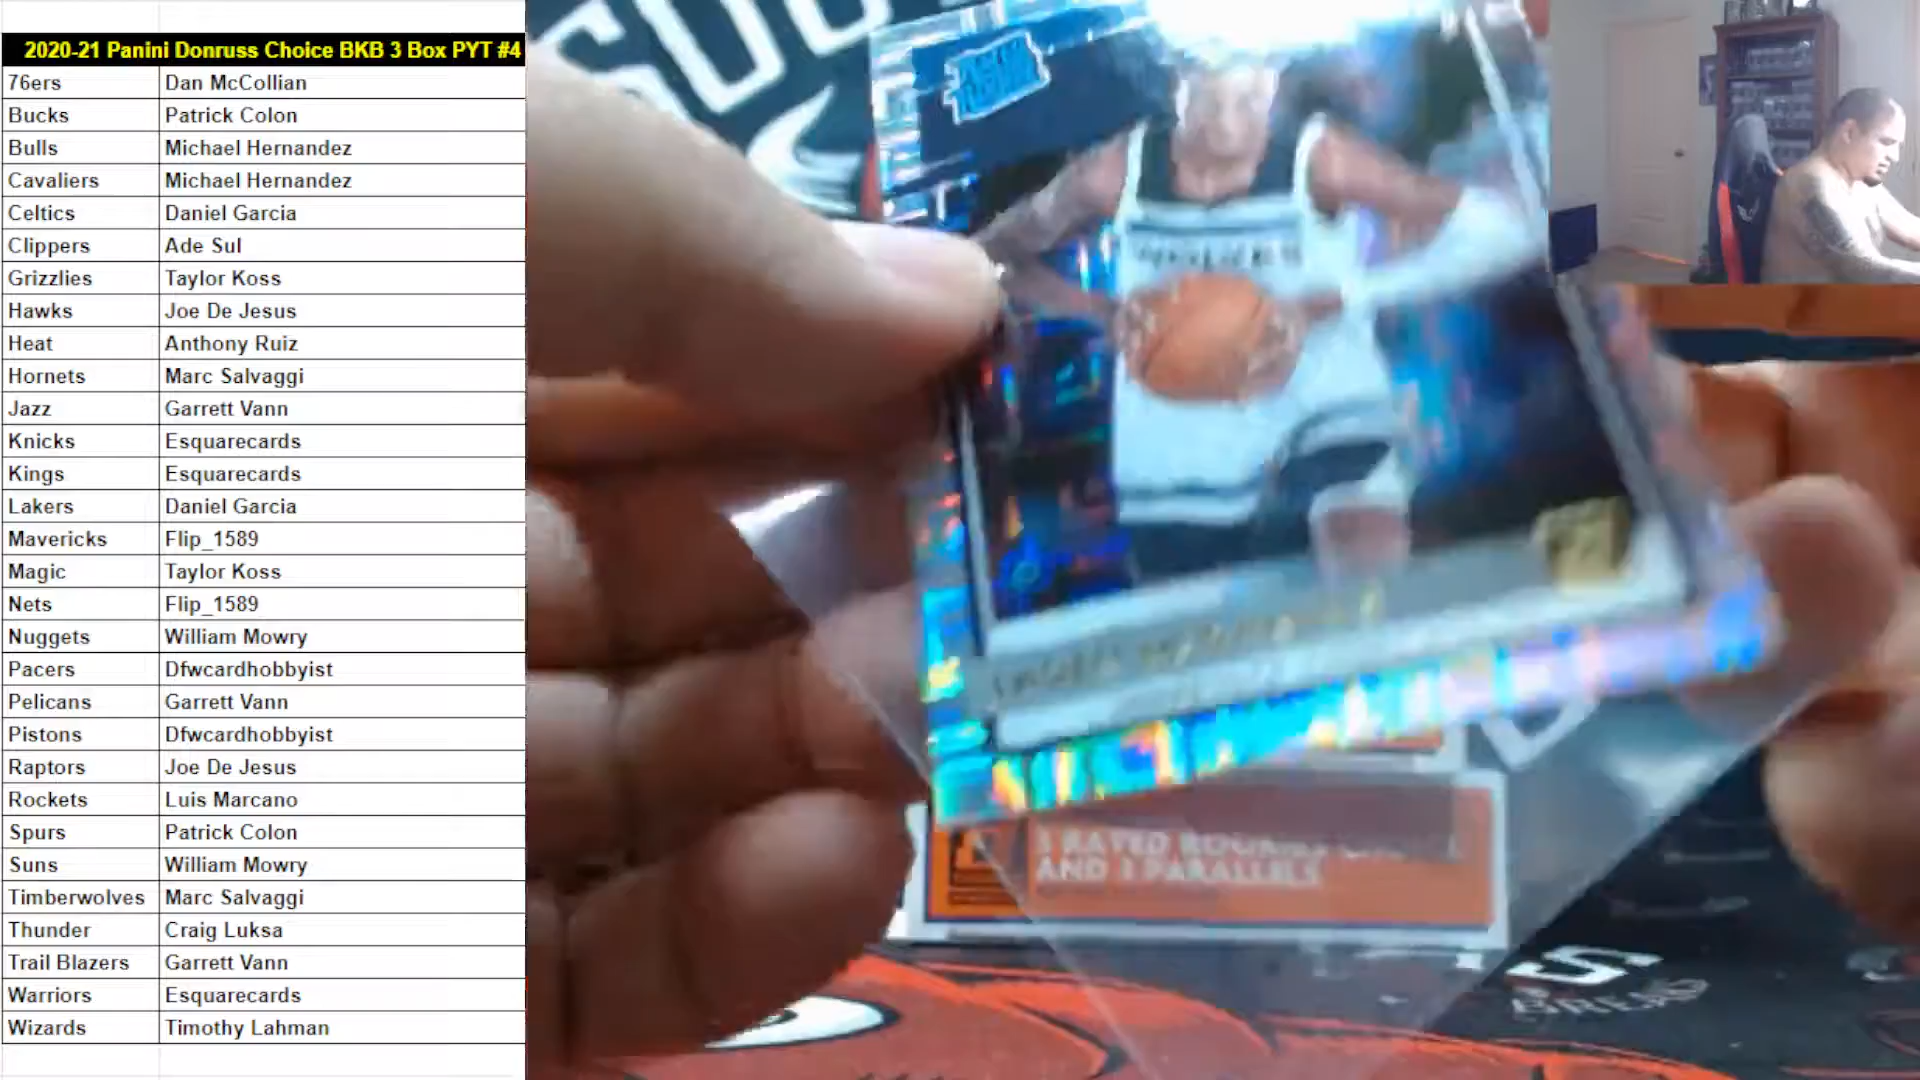 2020-21 Panini Donruss Choice BKB 3 Box PYT #4
76ers Dan McCollian
Bucks Patrick Colon
Bulls Michael Hernandez
Cavaliers Michael Hernandez
Celtics Daniel Garcia
Clippers Ade Sul
Grizzlies Taylor Koss
Hawks Joe De Jesus
Heat Anthony Ruiz
Hornets Marc Salvaggi
Jazz Garrett Vann
Knicks Esquarecards
Kings Esquarecards
Lakers Daniel Garcia
Mavericks Flip_1589
Magic Taylor Koss
Nets Flip_1589
Nuggets William Mowry
Pacers Dfwcardhobbyist
Pelicans Garrett Vann
Pistons Dfwcardhobbyist
Raptors Joe De Jesus
Rockets Luis Marcano
Spurs Patrick Colon
Suns William Mowry
Timberwolves Marc Salvaggi
Thunder Craig Luksa
Trail Blazers Garrett Vann
Warriors Esquarecards
Wizards Timothy Lahman
RATED
AND 1 PARALLELS